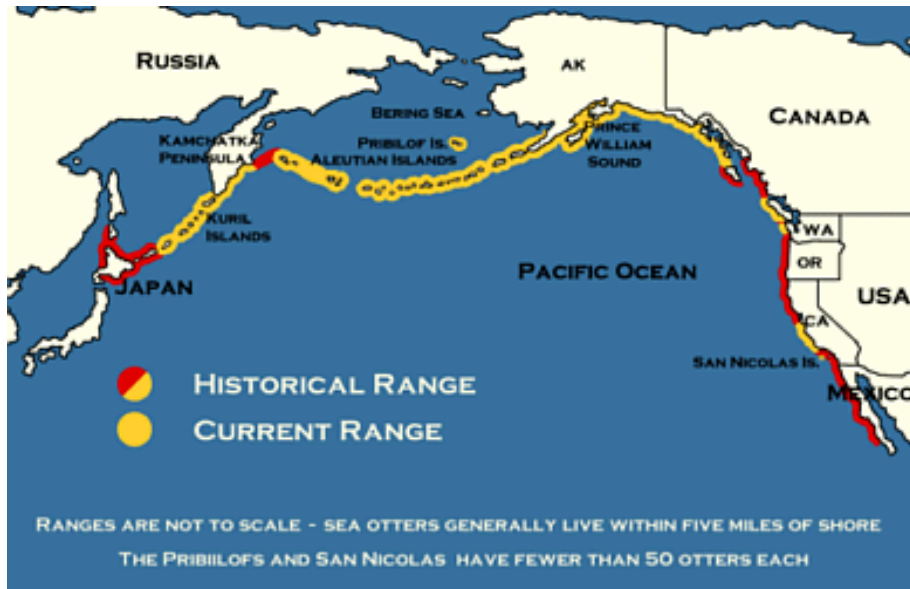 RUSSIA
AK
BERING SEA
CANADA
KAMCHATKA
PENINSULA
PRIBILOF IS.
ALEUTIAN ISLANDS
PRINCE
WILLIAM
SOUND
KURIL
ISLANDS
WA
OR
PACIFIC OCEAN
JAPAN
USA
CA
SAN NICOLAS IS.
MEXICO
HISTORICAL RANGE
CURRENT RANGE
RANGES ARE NOT TO SCALE - SEA OTTERS GENERALLY LIVE WITHIN FIVE MILES OF SHORE
THE PRIBIILOFS AND SAN NICOLAS HAVE FEWER THAN 50 OTTERS EACH